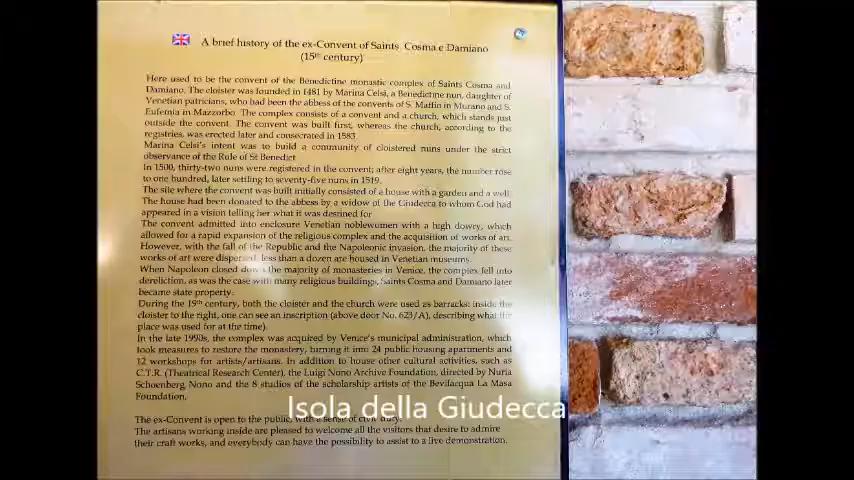 A brief history of the ex-Convent of Saints Cosma e Damiano
(15th century)
Here used to be the convent of the Benedictine monastic complex of Saints Cosma and
Damiano. The cloister was founded in 1481 by Marina Celsi, a Benedictine nun, daughter of
Venetian patricians, who had been the abbess of the convents of S. Maffio in Murano and S.
Eufemia in Mazzorbo. The complex consists of a convent and a church, which stands just
outside the convent. The convent was built first, whereas the church, according to the
registries, was erected later and consecrated in 1583.
Marina Celsi's intent was to build a community of cloistered nuns under the strict
observance of the Rule of St Benedict
In 1500, thirty-two nuns were registered in the convent; after eight years, the number rose
to one hundred, later settling to seventy-five nuns in 1519.
The site where the convent was built initially consisted of a house with a garden and a well.
The house had been donated to the abbess by a widow of the Giudecca to whom God had
appeared in a vision telling her what it was destined for
The convent admitted into enclosure Venetian noblewomen with a high dowry, which
allowed for a rapid expansion of the religious complex and the acquisition of works of art.
However, with the fall of the Republic and the Napoleonic invasion, the majority of these
works of art were dispersed, less than a dozen are housed in Venetian museums.
When Napoleon closed down the majority of monasteries in Venice, the complex fell into
dereliction, as was the case with many religious buildings, Saints Cosma and Damiano later
became state property.
During the 19th century, both the cloister and the church were used as barracks: inside the
cloister to the right, one can see an inscription (above door No. 623/A), describing what the
place was used for at the time).
In the late 1990s, the complex was acquired by Venice's municipal administration, which
took measures to restore the monastery, turning it into 24 public housing apartments and
12 workshops for artists/artisans. In addition to house other cultural activities, such as
C.T.R. (Theatrical Research Center), the Luigi Nono Archive Foundation, directed by Nuria
Schoenberg Nono and the 8 studios of the scholarship artists of the Bevilacqua La Masa
Foundation.
Isola della Giudecca
The ex-Convent is open to the public, with a sense of civic duty.
The artisans working inside are pleased to welcome all the visitors that desire to admire
their craft works, and everybody can have the possibility to assist to a live demonstration.